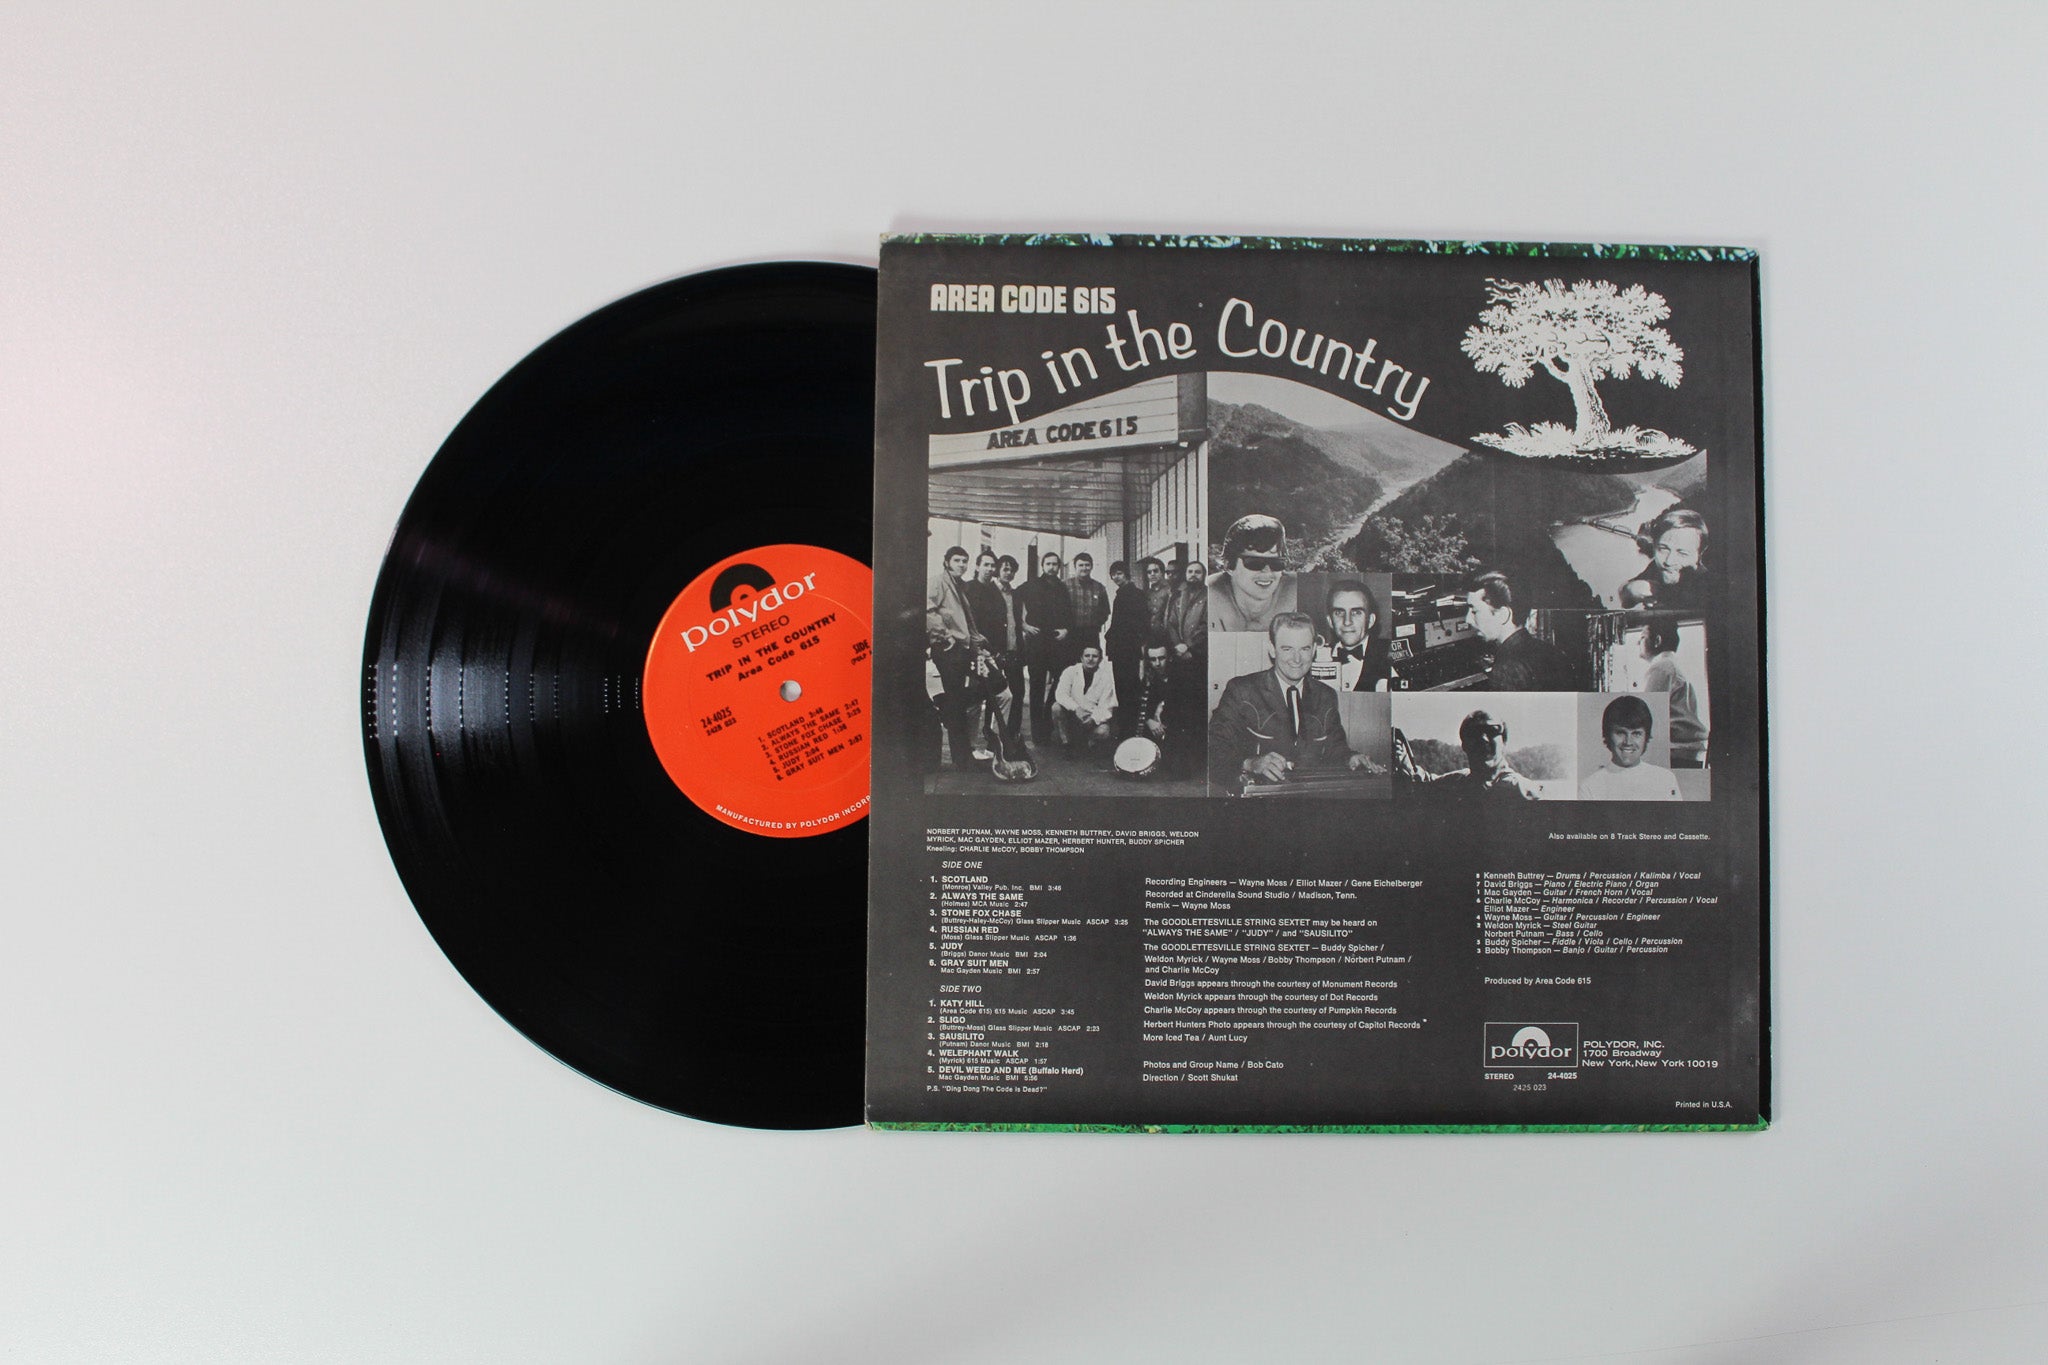 polydor
STEREO
TRIP IN THE COUNTRY
Area Code 615
SIDE
24-4025
2425 023
1. SCOTLAND 3:46
2. ALWAYS THE SAME 2:47
3. STONE FOX CHASE 3:25
4. RUSSIAN RED 1:36
5. JUDY 2:04
6. GRAY SUIT MEN 2:57
MANUFACTURED BY POLYDOR INCORP
AREA CODE 615
Trip in the Country
AREA CODE 615
NORBERT PUTNAM, WAYNE MOSS, KENNETH BUTTREY, DAVID BRIGGS, WELDON
MYRICK, MAC GAYDEN, ELLIOT MAZER, HERBERT HUNTER, BUDDY SPICHER
Kneeling: CHARLIE McCOY, BOBBY THOMPSON
SIDE ONE
1. SCOTLAND
(Monroe) Valley Pub. Inc. BMI 3:46
2. ALWAYS THE SAME
(Holmes) MCA Music 2:47
3. STONE FOX CHASE
(Buttrey-Haley-McCoy) Glass Slipper Music ASCAP 3:25
4. RUSSIAN RED
(Moss) Glass Slipper Music ASCAP 1:36
5. JUDY
(Briggs) Danor Music BMI 2:04
6. GRAY SUIT MEN
Mac Gayden Music BMI 2:57
SIDE TWO
1. KATY HILL
(Area Code 615) 615 Music ASCAP 3:45
2. SLIGO
(Buttrey-Moss) Glass Slipper Music ASCAP 2:23
3. SAUSILITO
(Putnam) Danor Music BMI 2:18
4. WELEPHANT WALK
(Myrick) 615 Music ASCAP 1:57
5. DEVIL WEED AND ME (Buffalo Herd)
Mac Gayden Music BMI 5:56
P.S. "Ding Dong The Code is Dead?"
Recording Engineers — Wayne Moss / Elliot Mazer / Gene Eichelberger
Recorded at Cinderella Sound Studio / Madison, Tenn.
Remix — Wayne Moss
The GOODLETTESVILLE STRING SEXTET may be heard on
"ALWAYS THE SAME" / "JUDY" / and "SAUSILITO"
The GOODLETTESVILLE STRING SEXTET — Buddy Spicher /
Weldon Myrick / Wayne Moss / Bobby Thompson / Norbert Putnam /
and Charlie McCoy
David Briggs appears through the courtesy of Monument Records
Weldon Myrick appears through the courtesy of Dot Records
Charlie McCoy appears through the courtesy of Pumpkin Records
Herbert Hunters Photo appears through the courtesy of Capitol Records
More Iced Tea / Aunt Lucy
Photos and Group Name / Bob Cato
Direction / Scott Shukat
Also available on 8 Track Stereo and Cassette.
8 Kenneth Buttrey — Drums / Percussion / Kalimba / Vocal
7 David Briggs — Piano / Electric Piano / Organ
1 Mac Gayden — Guitar / French Horn / Vocal
6 Charlie McCoy — Harmonica / Recorder / Percussion / Vocal
Elliot Mazer — Engineer
4 Wayne Moss — Guitar / Percussion / Engineer
2 Weldon Myrick — Steel Guitar
Norbert Putnam — Bass / Cello
5 Buddy Spicher — Fiddle / Viola / Cello / Percussion
3 Bobby Thompson — Banjo / Guitar / Percussion
Produced by Area Code 615
polydor
POLYDOR, INC.
1700 Broadway
New York, New York 10019
STEREO 24-4025
2425 023
Printed in U.S.A.